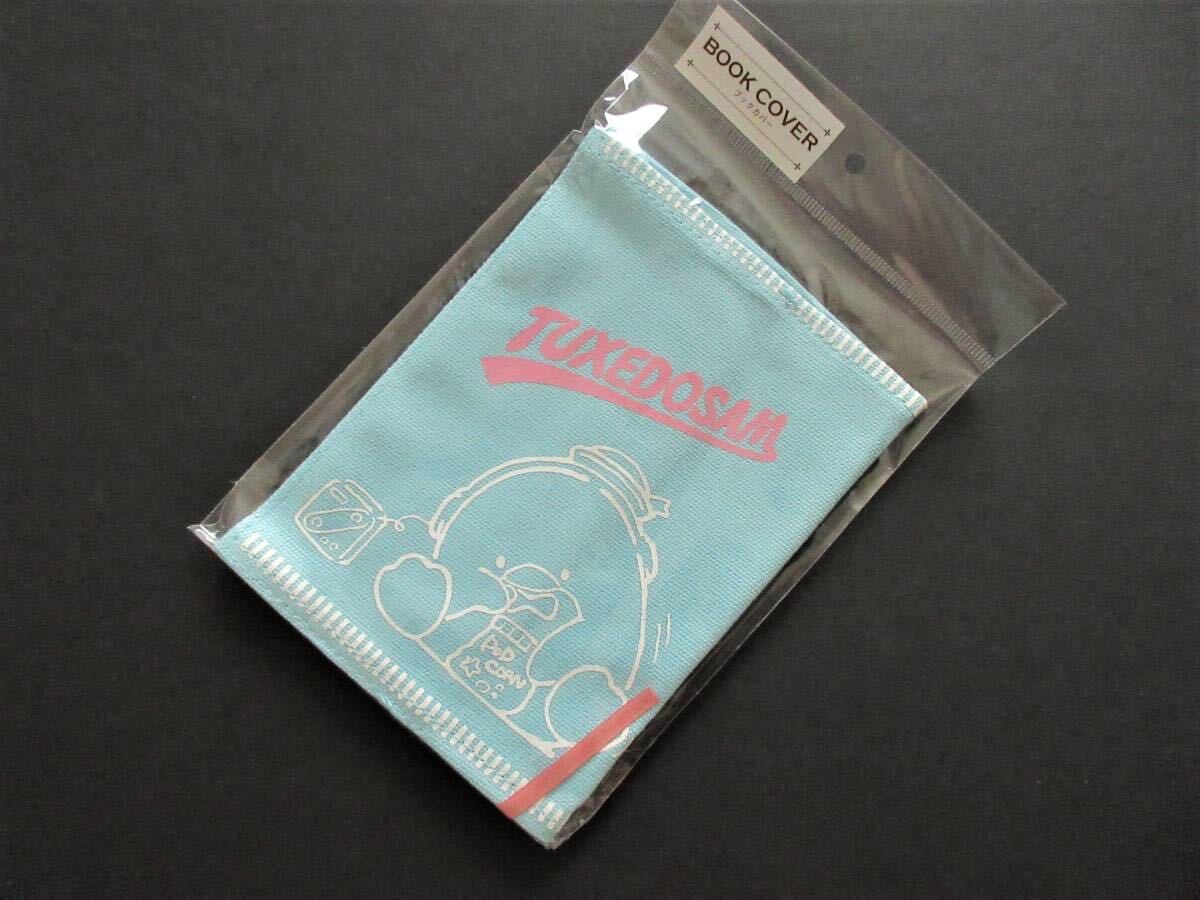 BOOK COVER
ブックカバー
TUXEDOSAM
POP
CORN